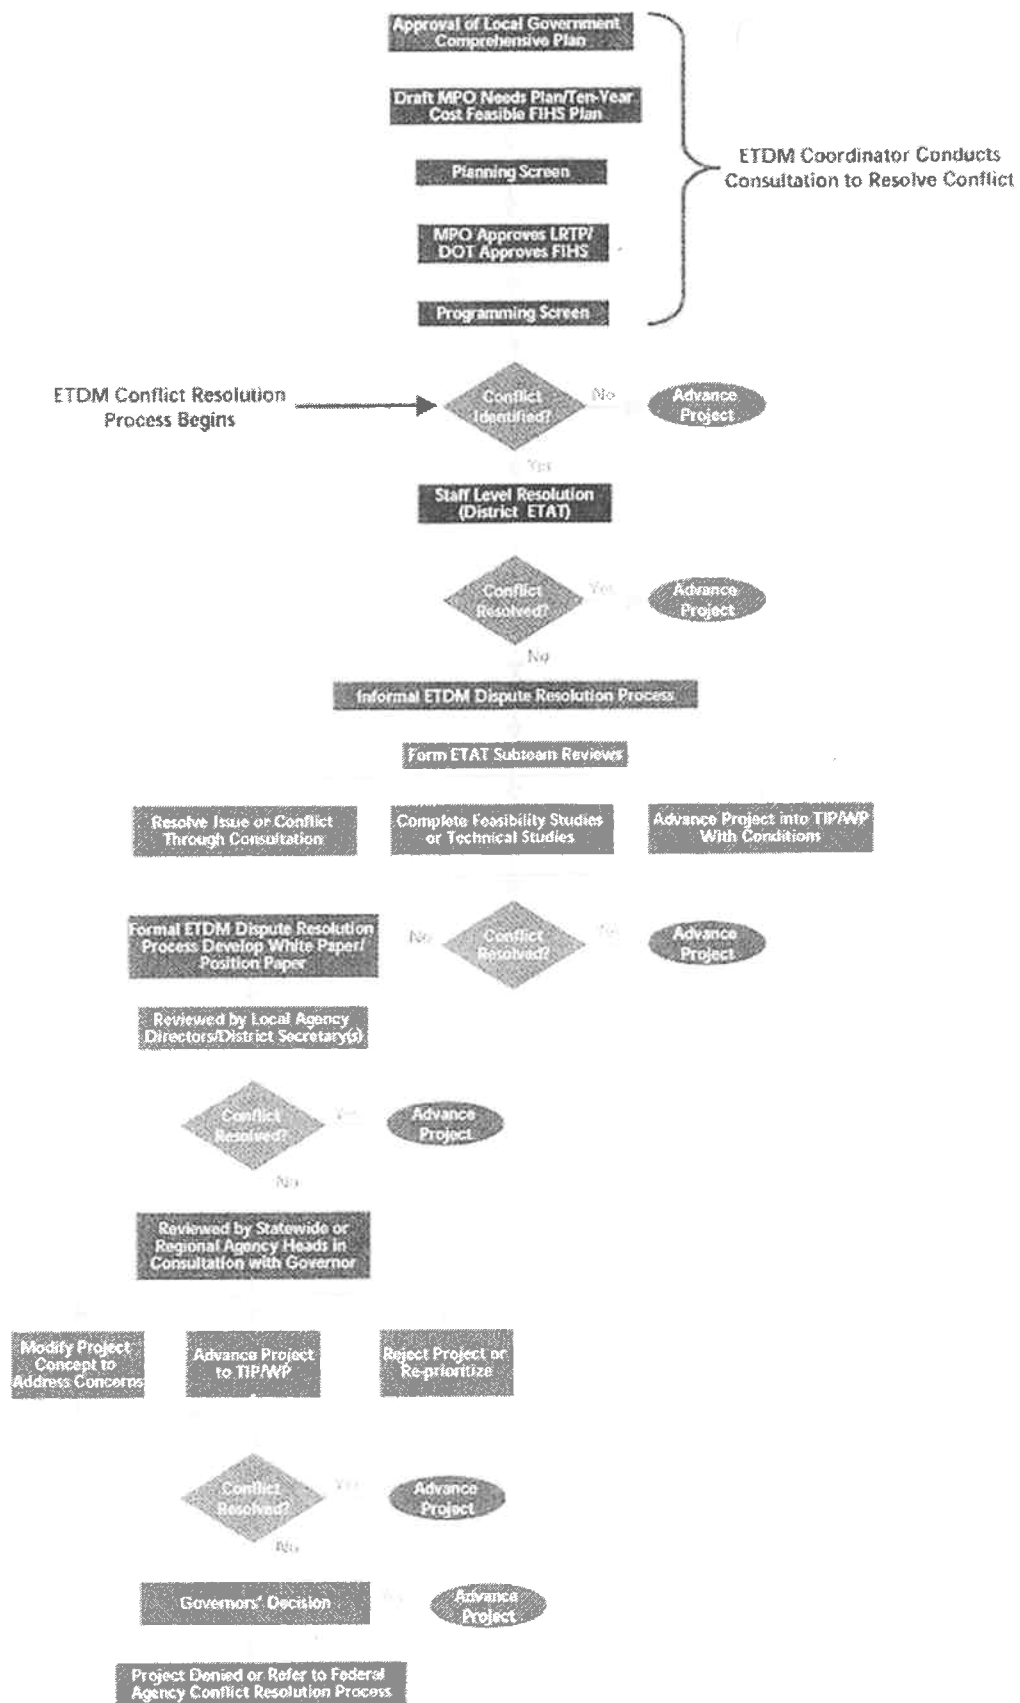 Approval of Local Government
Comprehensive Plan
Draft MPO Needs Plan/Ten-Year
Cost Feasible FIHS Plan
ETDM Coordinator Conducts
Consultation to Resolve Conflict
Planning Screen
MPO Approves LRTP/
DOT Approves FIHS
Programming Screen
ETDM Conflict Resolution
Process Begins
Conflict
Identified?
No
Advance
Project
Yes
Staff Level Resolution
(District ETAT)
Conflict
Resolved?
Yes
Advance
Project
No
Informal ETDM Dispute Resolution Process
Form ETAT Subteam Reviews
Resolve Issue or Conflict
Through Consultation
Complete Feasibility Studies
or Technical Studies
Advance Project into TIP/WP
With Conditions
Formal ETDM Dispute Resolution
Process Develop White Paper/
Position Paper
No
Conflict
Resolved?
Advance
Project
Reviewed by Local Agency
Directors/District Secretary(s)
Conflict
Resolved?
Yes
Advance
Project
No
Reviewed by Statewide or
Regional Agency Heads in
Consultation with Governor
Modify Project
Concept to
Address Concerns
Advance Project
to TIP/WP
Reject Project or
Re-prioritize
Conflict
Resolved?
Yes
Advance
Project
No
Governors' Decision
Advance
Project
Project Denied or Refer to Federal
Agency Conflict Resolution Process